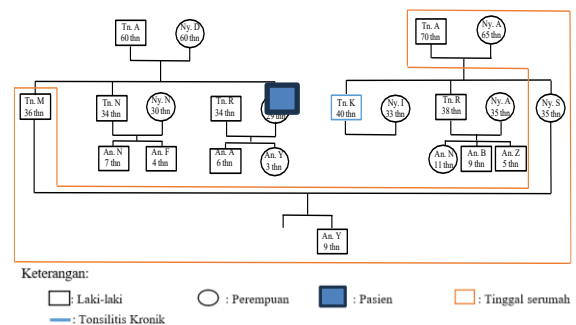 Tn. A
60 thn
Ny. D
60 thn
Tn. A
70 thn
Ny. A
65 thn
Tn. M
36 thn
Tn. N
34 thn
Ny. N
30 thn
Tn. R
34 thn
29 thn
Tn. K
40 thn
Ny. I
33 thn
Tn. R
38 thn
Ny. A
35 thn
Ny. S
35 thn
An. N
7 thn
An. F
4 thn
An. A
6 thn
An. Y
3 thn
An. N
11 thn
An. B
9 thn
An. Z
5 thn
An. Y
9 thn
Keterangan:
: Laki-laki
: Perempuan
: Pasien
: Tinggal serumah
: Tonsilitis Kronik